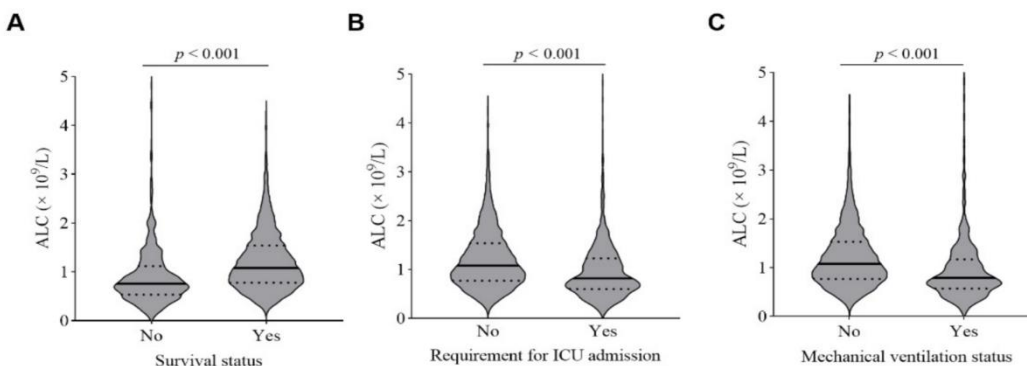 A
p < 0.001
5
4
3
2
1
0
ALC (× 10⁹/L)
No Yes
Survival status
B
p < 0.001
5
4
3
2
1
0
ALC (× 10⁹/L)
No Yes
Requirement for ICU admission
C
p < 0.001
5
4
3
2
1
0
ALC (× 10⁹/L)
No Yes
Mechanical ventilation status